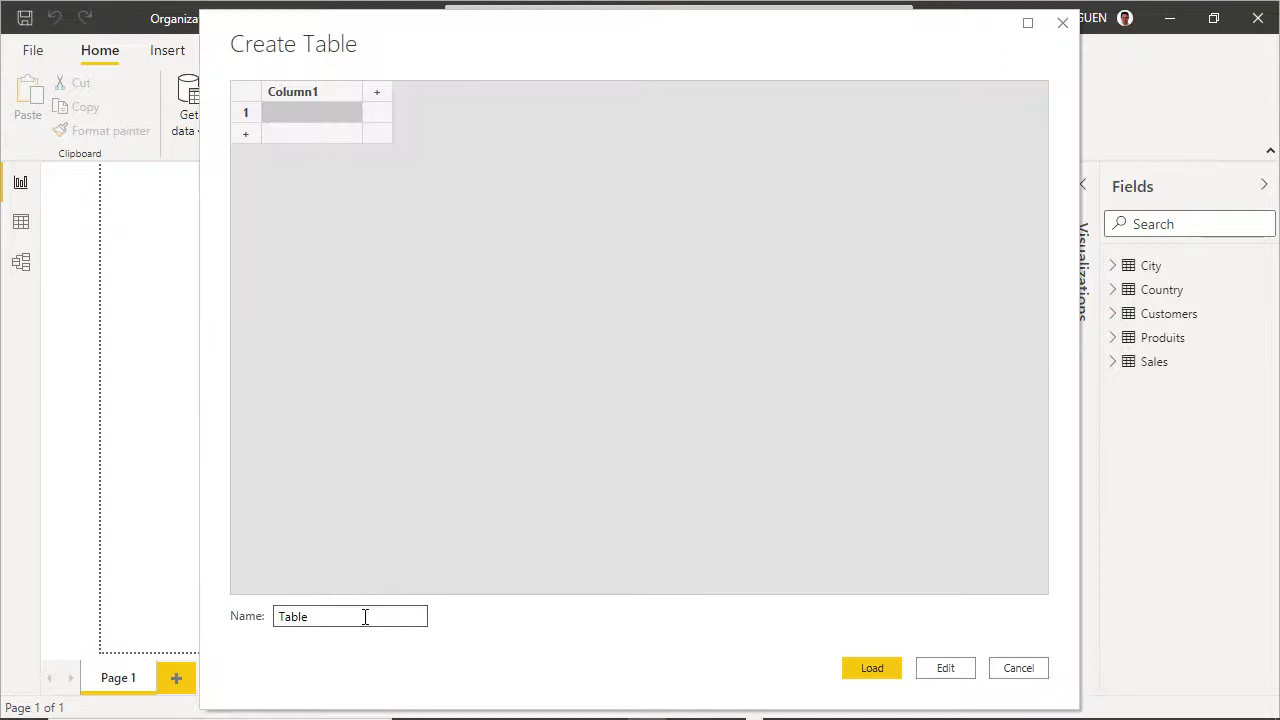 Organiza
GUEN
File
Home
Insert
Cut
Copy
Format painter
Paste
Clipboard
Get
data
Create Table
Column1
+
1
+
Name:
Table
Load
Edit
Cancel
Visualizations
Fields
Search
City
Country
Customers
Produits
Sales
Page 1
+
Page 1 of 1